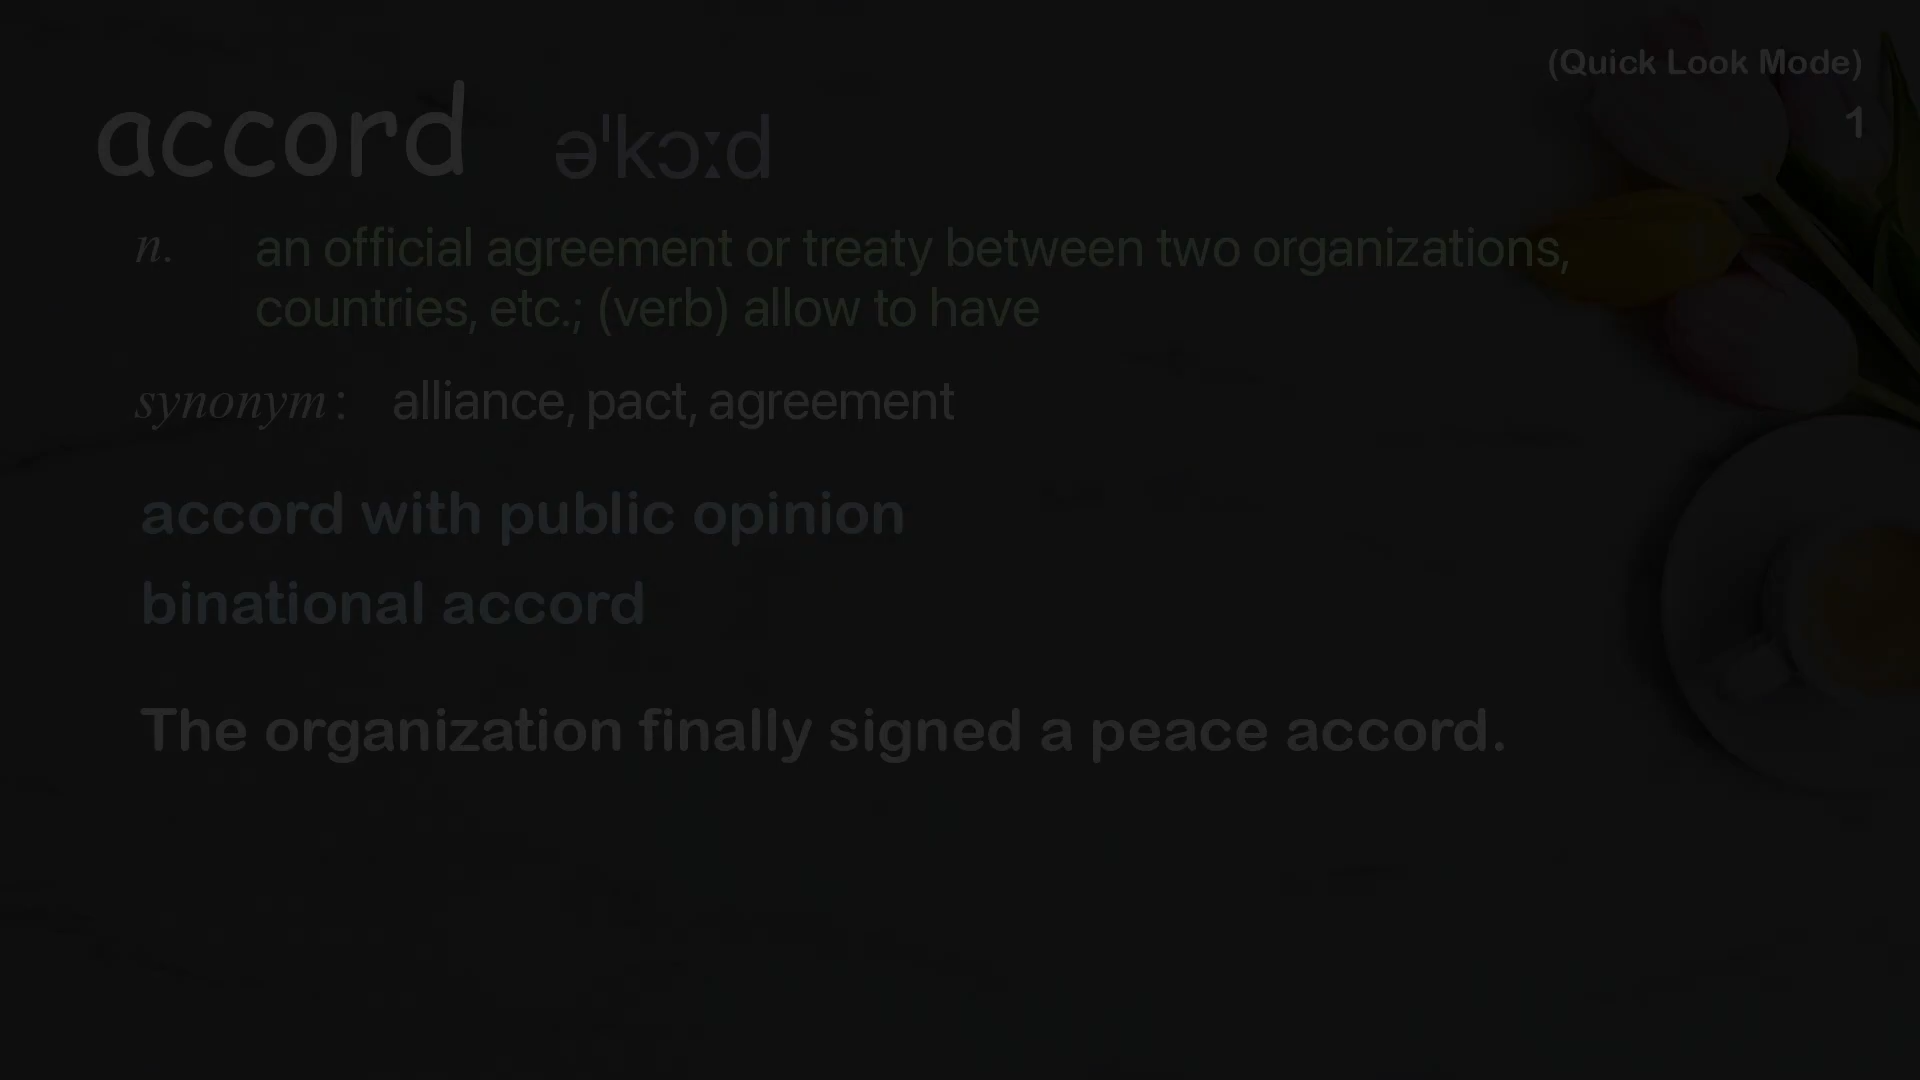 (Quick Look Mode)
1
accord əˈkɔːd
n. an official agreement or treaty between two organizations,
countries, etc.; (verb) allow to have
synonym: alliance, pact, agreement
accord with public opinion
binational accord
The organization finally signed a peace accord.